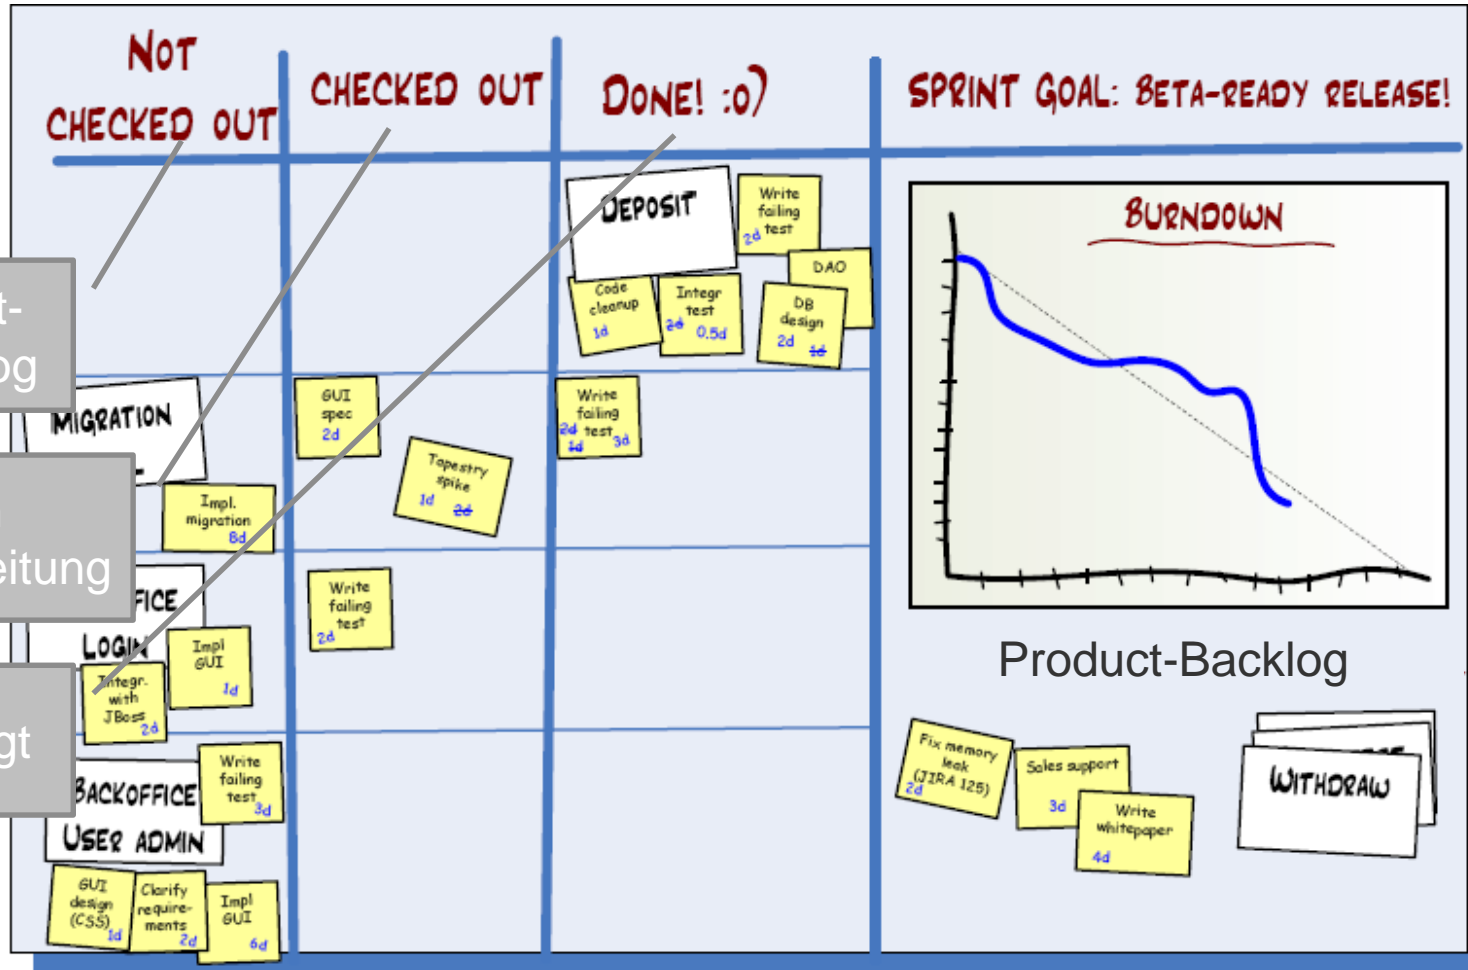 NOT
CHECKED OUT
CHECKED OUT
DONE! :o)
SPRINT GOAL: BETA-READY RELEASE!
DEPOSIT
Write
failing
test
2d
DAO
Code
cleanup
1d
Integr
test
2d 0.5d
DB
design
2d 1d
BURNDOWN
t-
og
MIGRATION
Impl.
migration
8d
GUI
spec
2d
Tapestry
spike
1d 2d
Write
failing
2d test 3d
1d
eitung
FICE
LOGIN
Impl
GUI
1d
Integr.
with
JBoss
2d
Write
failing
test
2d
gt
BACKOFFICE
USER ADMIN
Write
failing
test
3d
GUI
design
(CSS)
1d
Clarify
require-
ments
2d
Impl
GUI
6d
Product-Backlog
Fix memory
leak
(JIRA 125)
2d
Sales support
3d
Write
whitepaper
4d
WITHDRAW